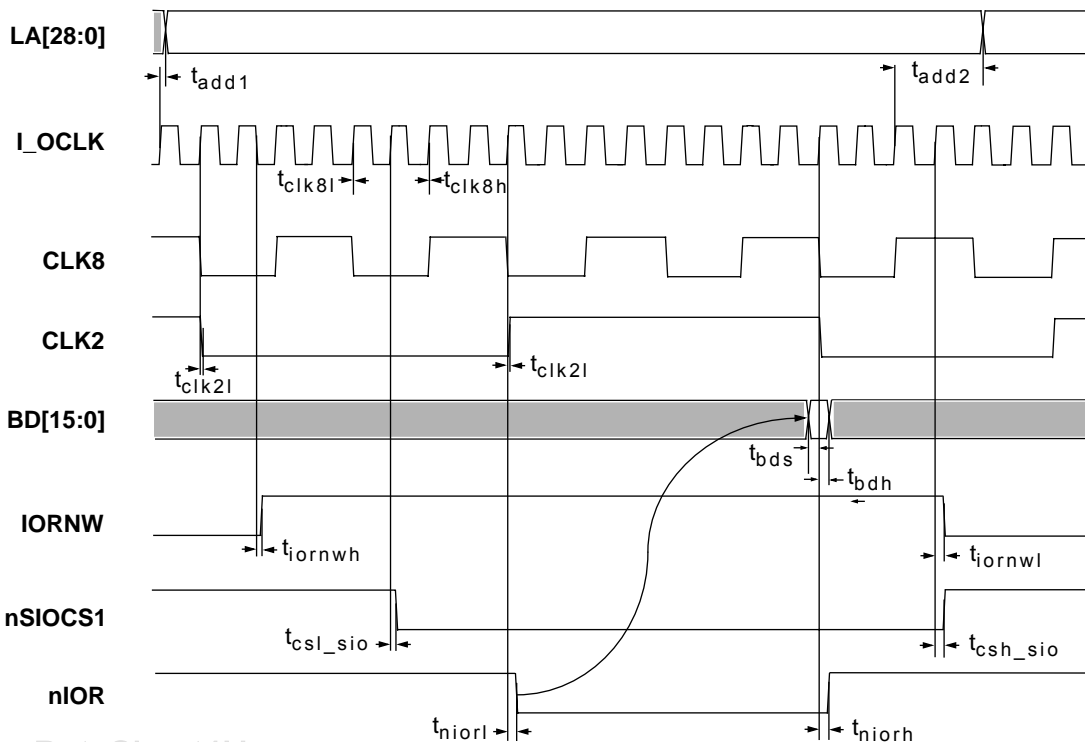 LA[28:0]
tadd1
tadd2
I_OCLK
tclk8l
tclk8h
CLK8
CLK2
tclk2l
tclk2l
BD[15:0]
tbds
tbdh
IORNW
tiornwh
tiornwl
nSIOCS1
tcsl_sio
tcsh_sio
nIOR
tniorl
tniorh